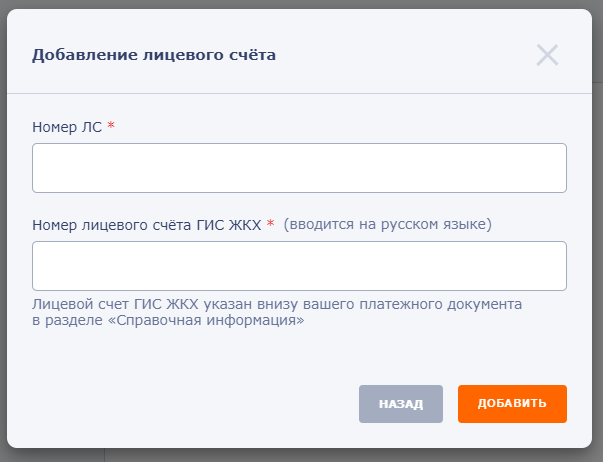 Добавление лицевого счёта
Номер ЛС *
Номер лицевого счёта ГИС ЖКХ * (вводится на русском языке)
Лицевой счет ГИС ЖКХ указан внизу вашего платежного документа
в разделе «Справочная информация»
НАЗАД
ДОБАВИТЬ